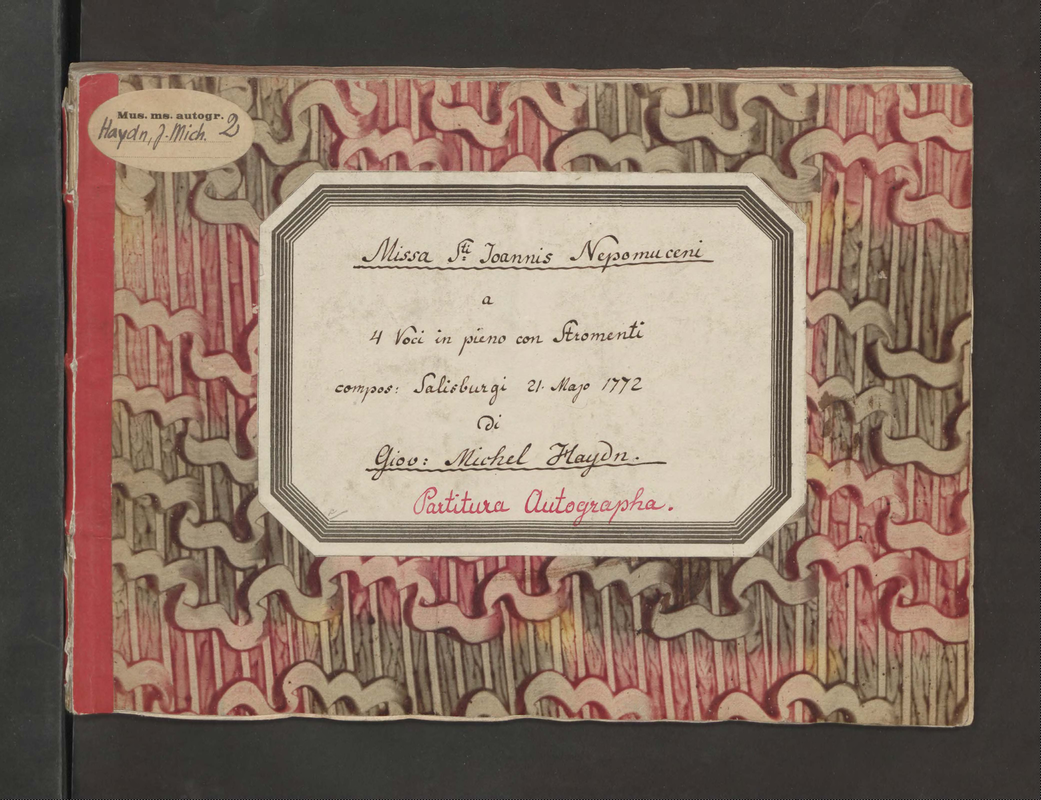 Mus. ms. autogr.
Haydn, J. Mich. 2
Missa Sti Ioannis Nepomuceni
a
4 Voci in pieno con Stromenti
compos: Salisburgi 21. Majo 1772
di
Giov: Michel Haydn.
Partitura Autographa.